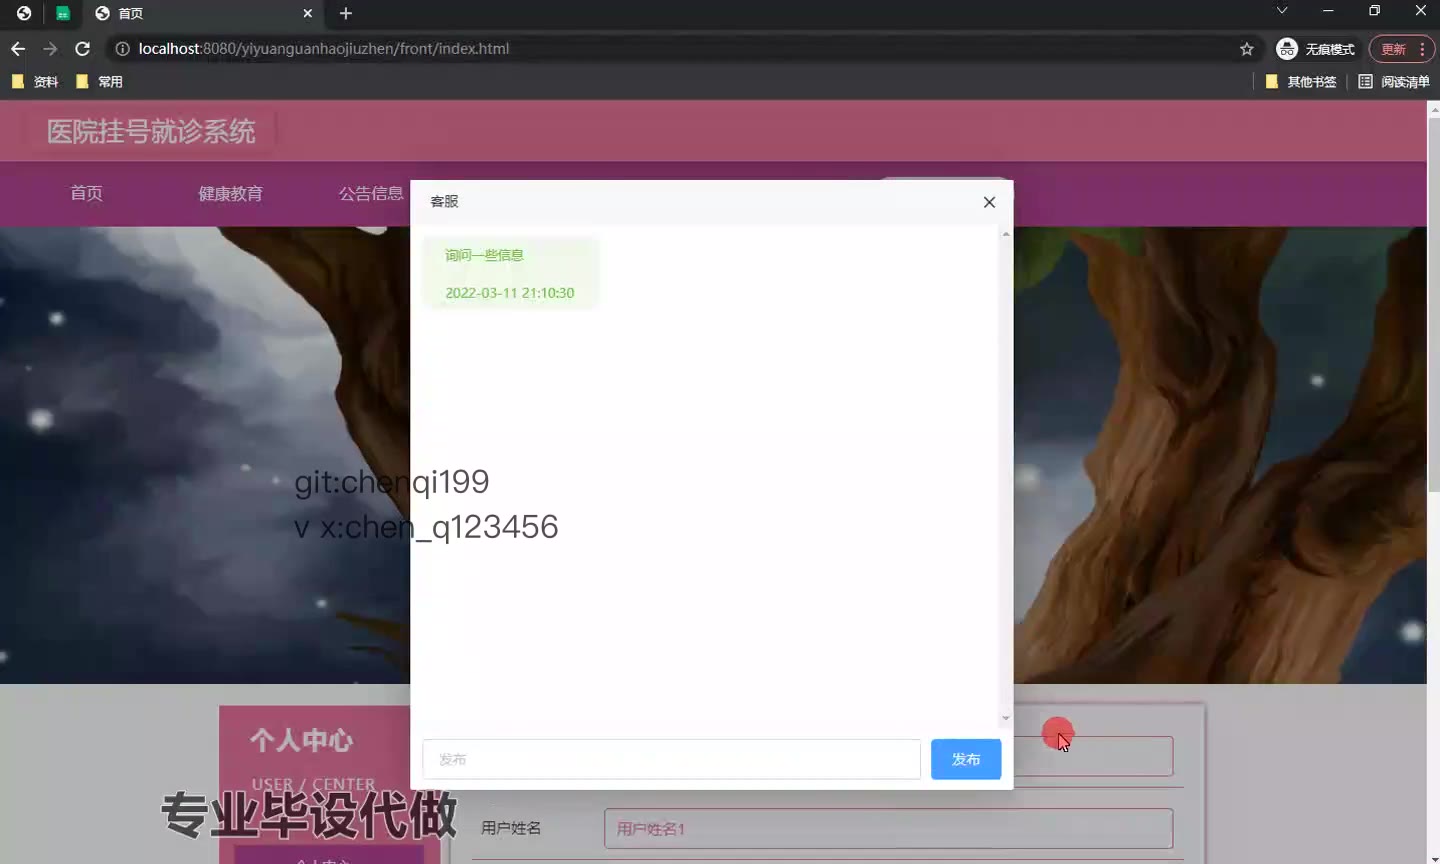 首页
localhost:8080/yiyuanguanhaojiuzhen/front/index.html
无痕模式
更新
资料
常用
其他书签
阅读清单
医院挂号就诊系统
首页
健康教育
公告信息
客服
询问一些信息
2022-03-11 21:10:30
git:chenqi199
v x:chen_q123456
发布
发布
个人中心
USER / CENTER
专业毕设代做
用户姓名
用户姓名1
个人中心